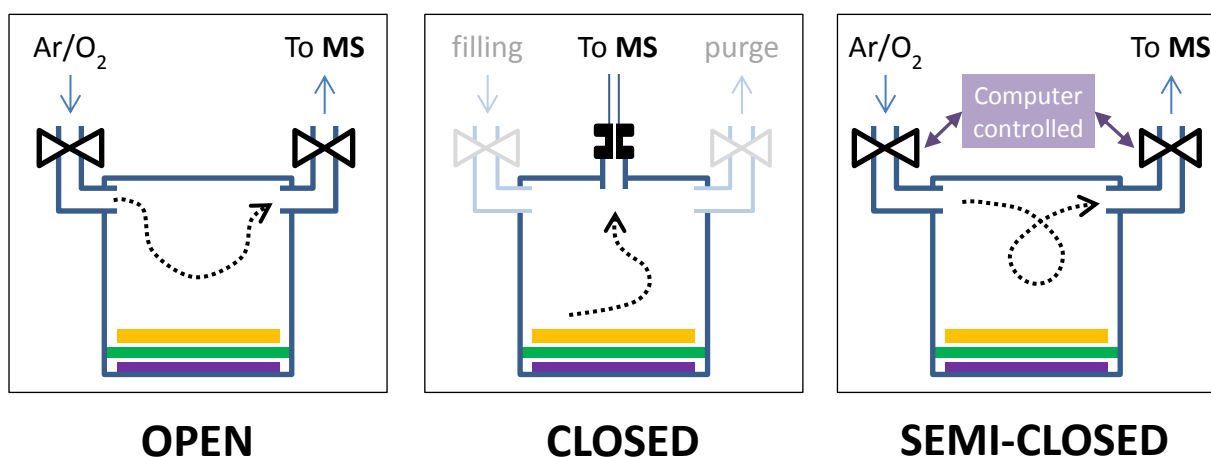 Ar/O₂
To MS
OPEN
filling
To MS
purge
CLOSED
Ar/O₂
To MS
Computer
controlled
SEMI-CLOSED